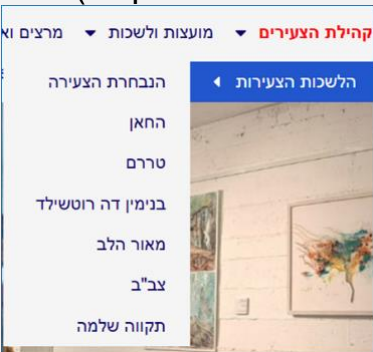 קהילת הצעירים
מועצות ולשכות
מרצים
הלשכות הצעירות
הנבחרת הצעירה
החאן
טררם
בנימין דה רוטשילד
מאור הלב
צב"ב
תקווה שלמה